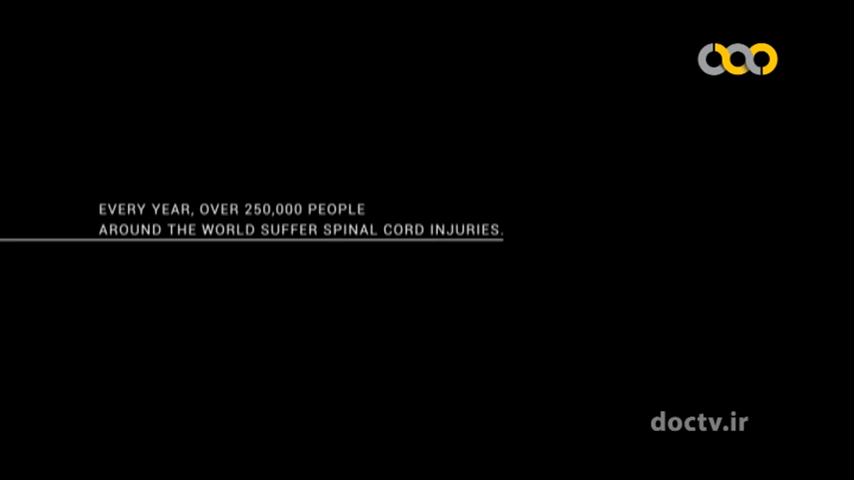 EVERY YEAR, OVER 250,000 PEOPLE
AROUND THE WORLD SUFFER SPINAL CORD INJURIES.
doctv.ir